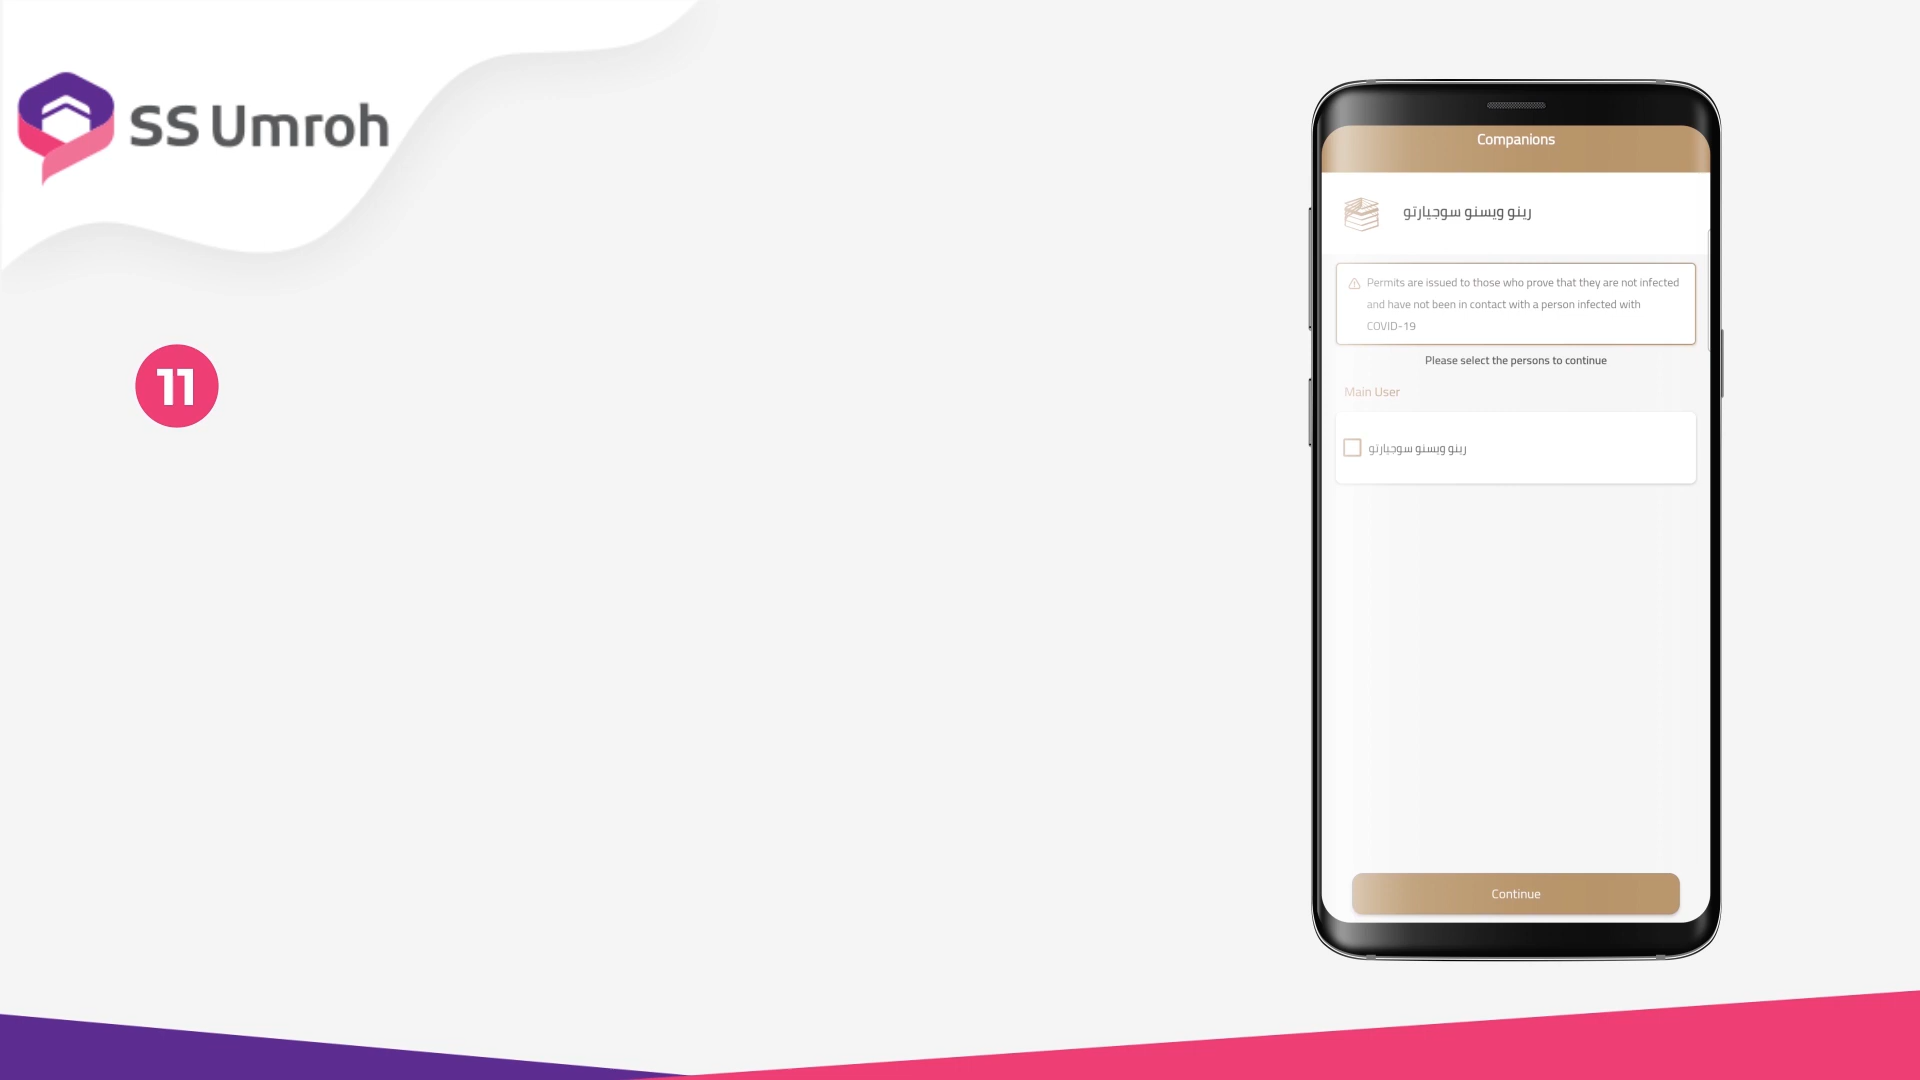 SS Umroh
11
Companions
رينو ويسنو سوجيارتو
Permits are issued to those who prove that they are not infected
and have not been in contact with a person infected with
COVID-19
Please select the persons to continue
Main User
رينو ويسنو سوجيارتو
Continue